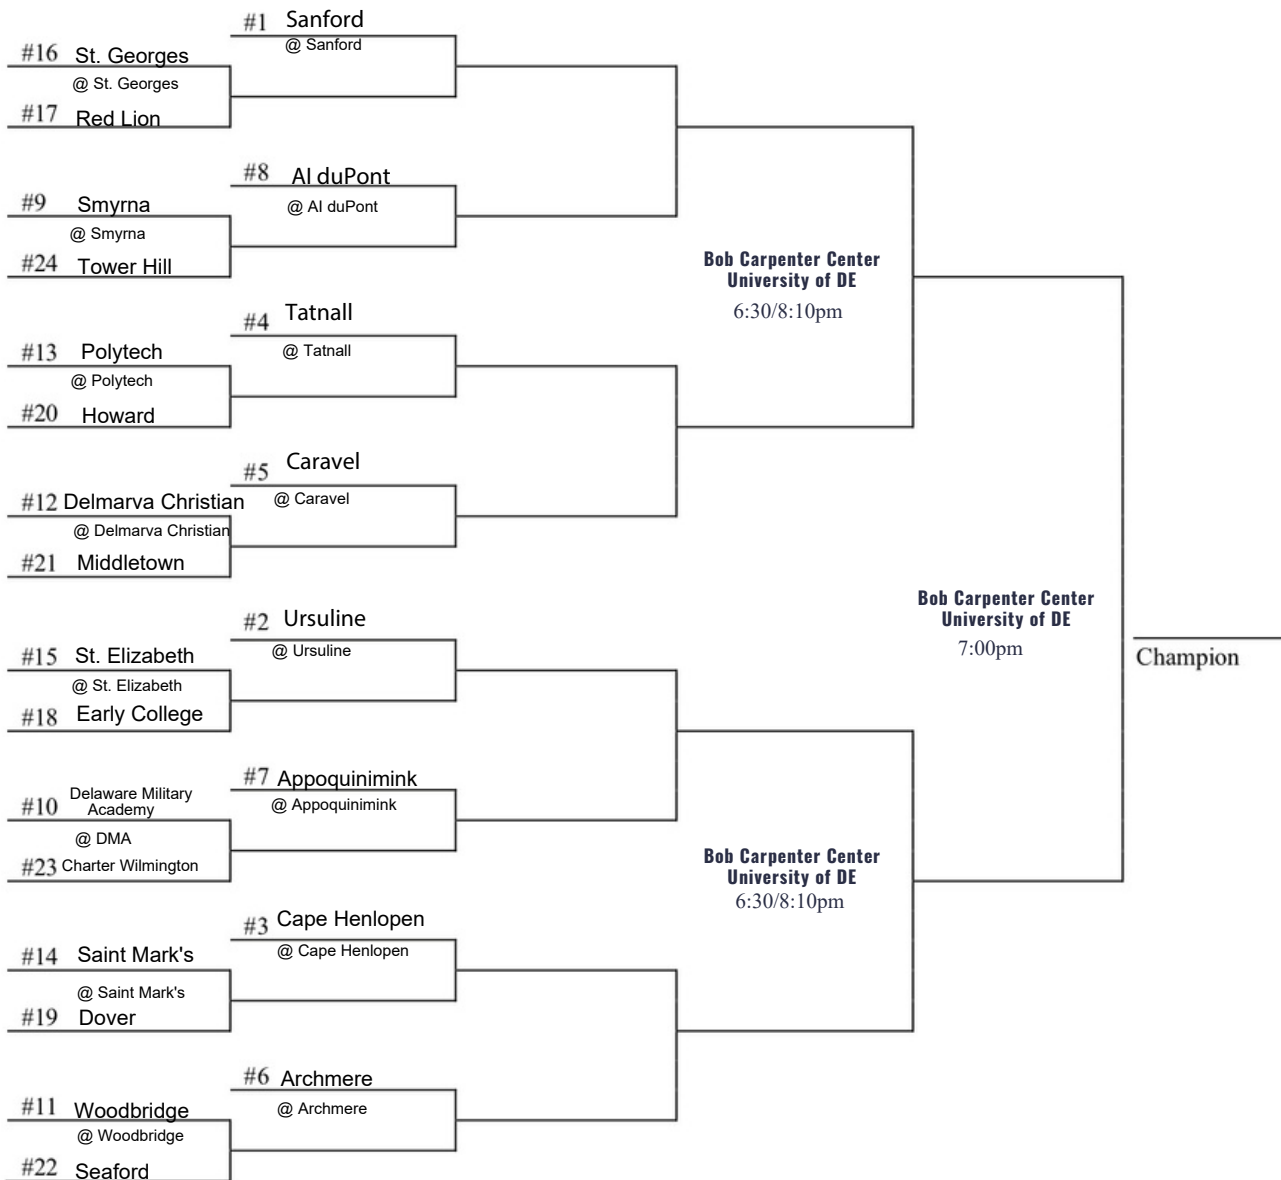 #1 Sanford
@ Sanford
#16 St. Georges
@ St. Georges
#17 Red Lion
#8 AI duPont
@ AI duPont
#9 Smyrna
@ Smyrna
#24 Tower Hill
Bob Carpenter Center
University of DE
6:30/8:10pm
#4 Tatnall
@ Tatnall
#13 Polytech
@ Polytech
#20 Howard
#5 Caravel
@ Caravel
#12 Delmarva Christian
@ Delmarva Christian
#21 Middletown
Bob Carpenter Center
University of DE
7:00pm
Champion
#2 Ursuline
@ Ursuline
#15 St. Elizabeth
@ St. Elizabeth
#18 Early College
#7 Appoquinimink
@ Appoquinimink
#10 Delaware Military
Academy
@ DMA
#23 Charter Wilmington
Bob Carpenter Center
University of DE
6:30/8:10pm
#3 Cape Henlopen
@ Cape Henlopen
#14 Saint Mark's
@ Saint Mark's
#19 Dover
#6 Archmere
@ Archmere
#11 Woodbridge
@ Woodbridge
#22 Seaford